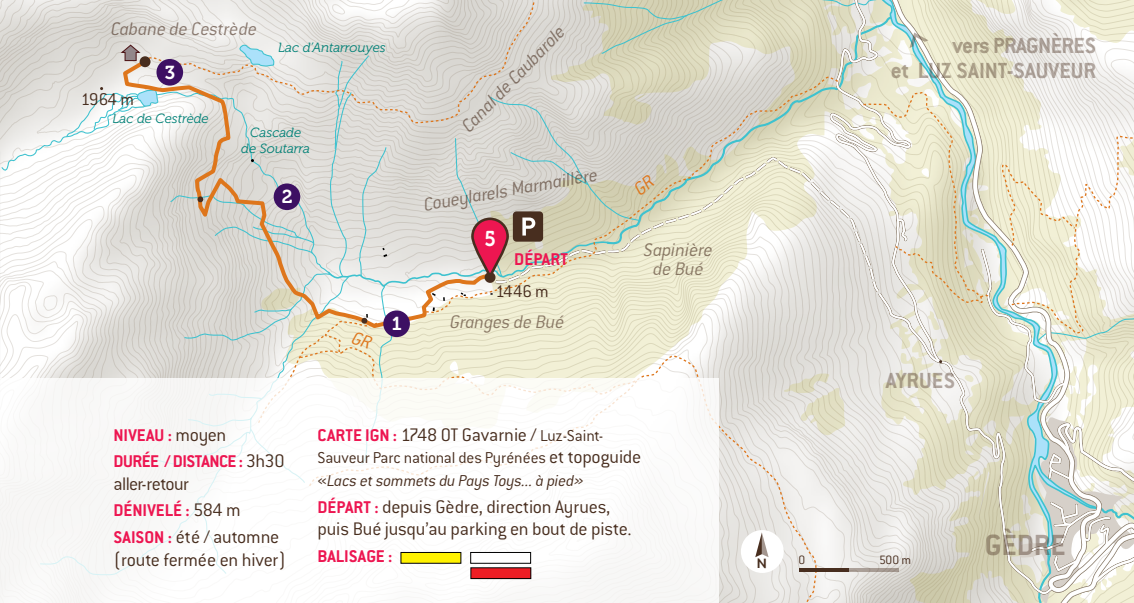 Cabane de Cestrède
Lac d'Antarrouyes
Canal de Caubarole
vers PRAGNÈRES
et LUZ SAINT-SAUVEUR
3
1964 m
Lac de Cestrède
Cascade
de Soutarra
2
Coueylarels Marmaillère
GR
P
5
DÉPART
Sapinière
de Bué
1446 m
1
Granges de Bué
GR
AYRUES
GÈDRE
NIVEAU : moyen
DURÉE / DISTANCE : 3h30
aller-retour
DÉNIVELÉ : 584 m
SAISON : été / automne
(route fermée en hiver)
CARTE IGN : 1748 OT Gavarnie / Luz-Saint-
Sauveur Parc national des Pyrénées et topoguide
«Lacs et sommets du Pays Toys... à pied»
DÉPART : depuis Gèdre, direction Ayrues,
puis Bué jusqu'au parking en bout de piste.
BALISAGE :
N
0 500 m